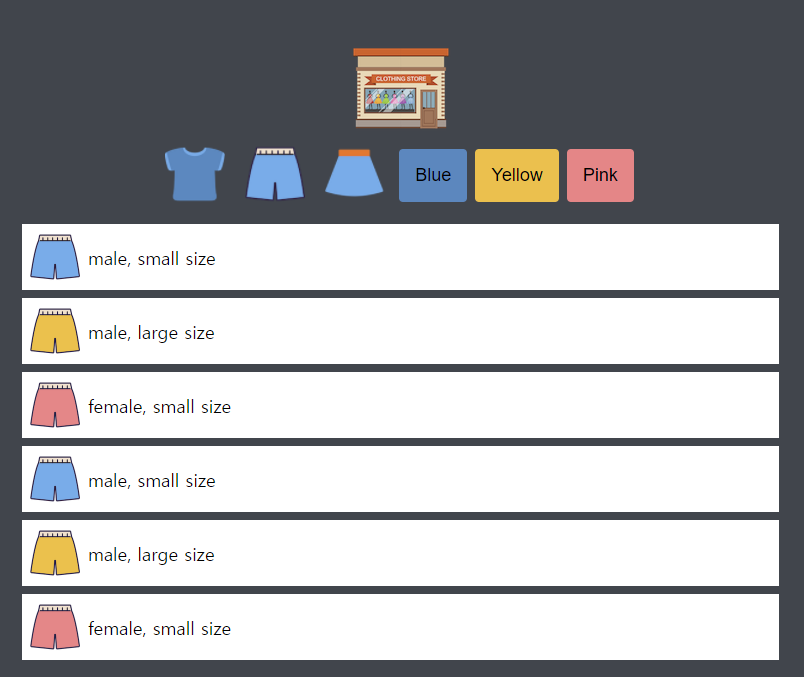 CLOTHING STORE
Blue Yellow Pink
male, small size
male, large size
female, small size
male, small size
male, large size
female, small size